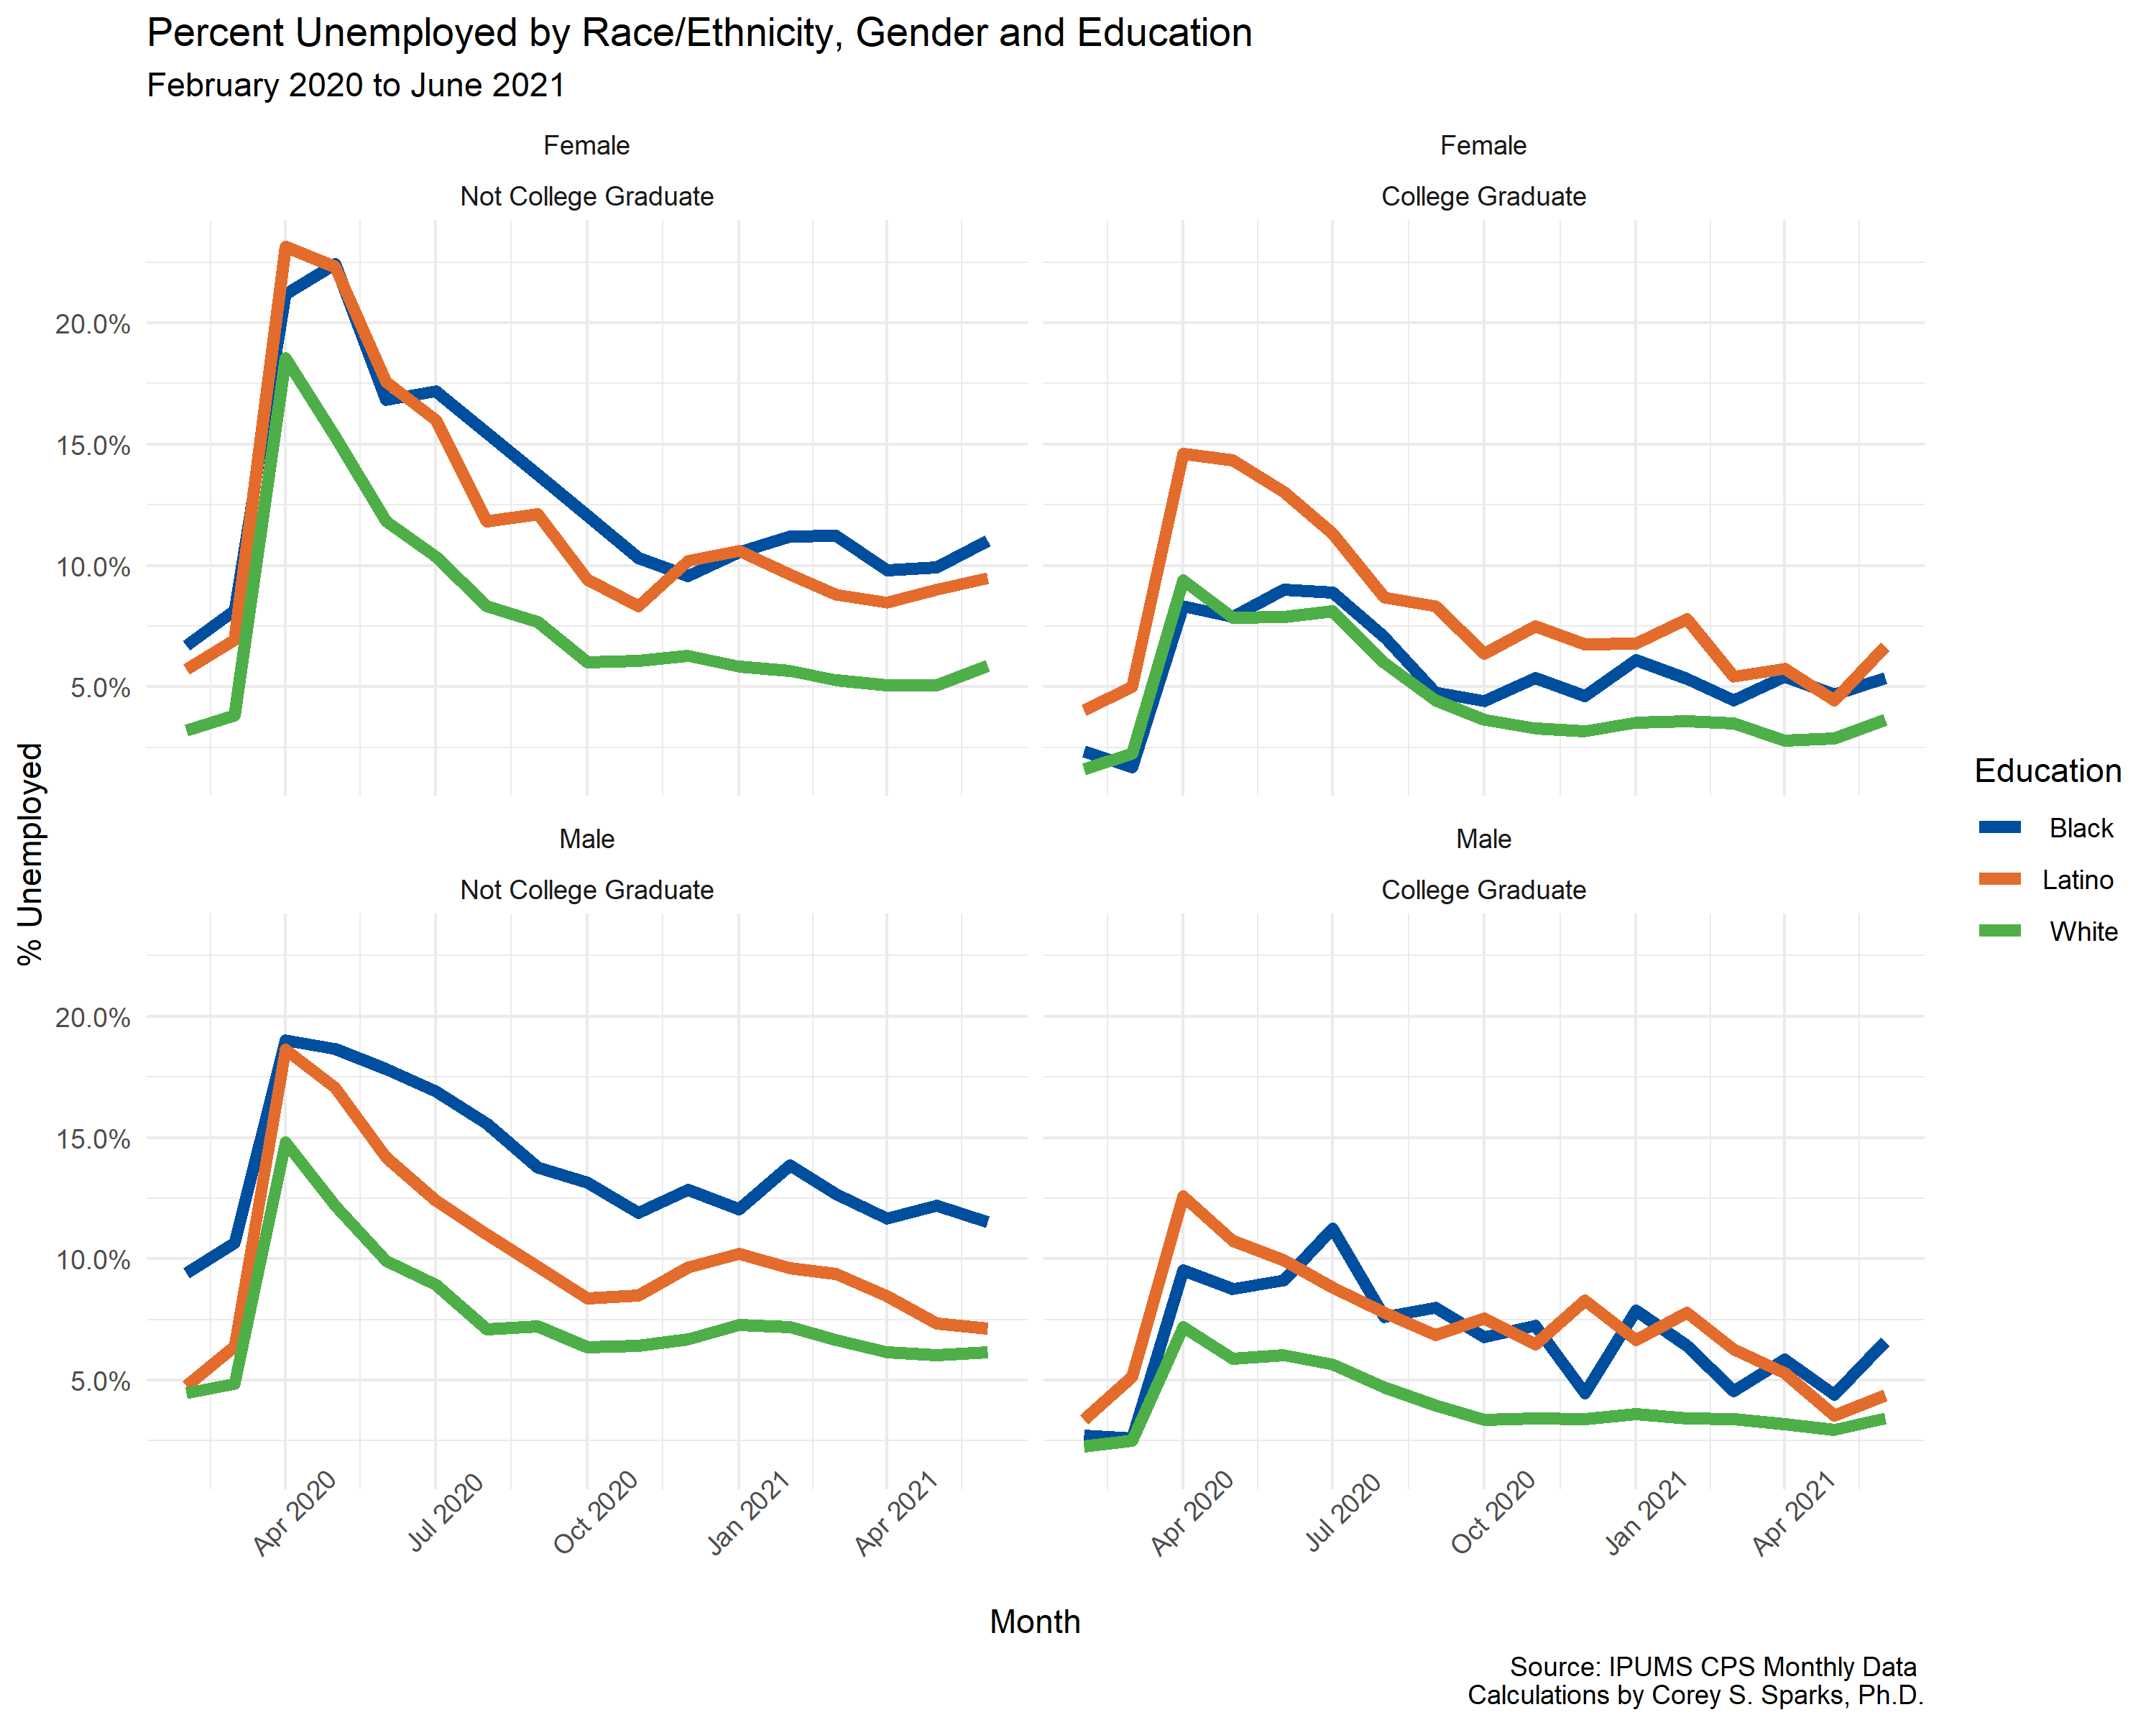 Percent Unemployed by Race/Ethnicity, Gender and Education
February 2020 to June 2021
Female
Not College Graduate
Female
College Graduate
20.0%
15.0%
10.0%
5.0%
Male
Not College Graduate
Male
College Graduate
20.0%
15.0%
10.0%
5.0%
% Unemployed
Apr 2020
Jul 2020
Oct 2020
Jan 2021
Apr 2021
Apr 2020
Jul 2020
Oct 2020
Jan 2021
Apr 2021
Month
Education
Black
Latino
White
Source: IPUMS CPS Monthly Data
Calculations by Corey S. Sparks, Ph.D.